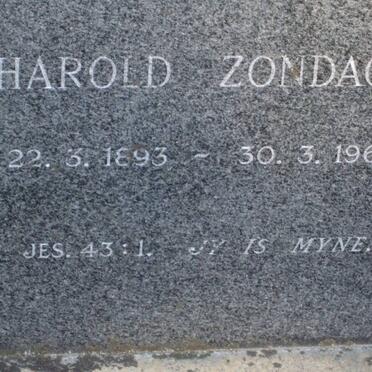 HAROLD ZONDAG
22. 3. 1893 ~ 30. 3. 196
JES. 43:1. JY IS MYNE.